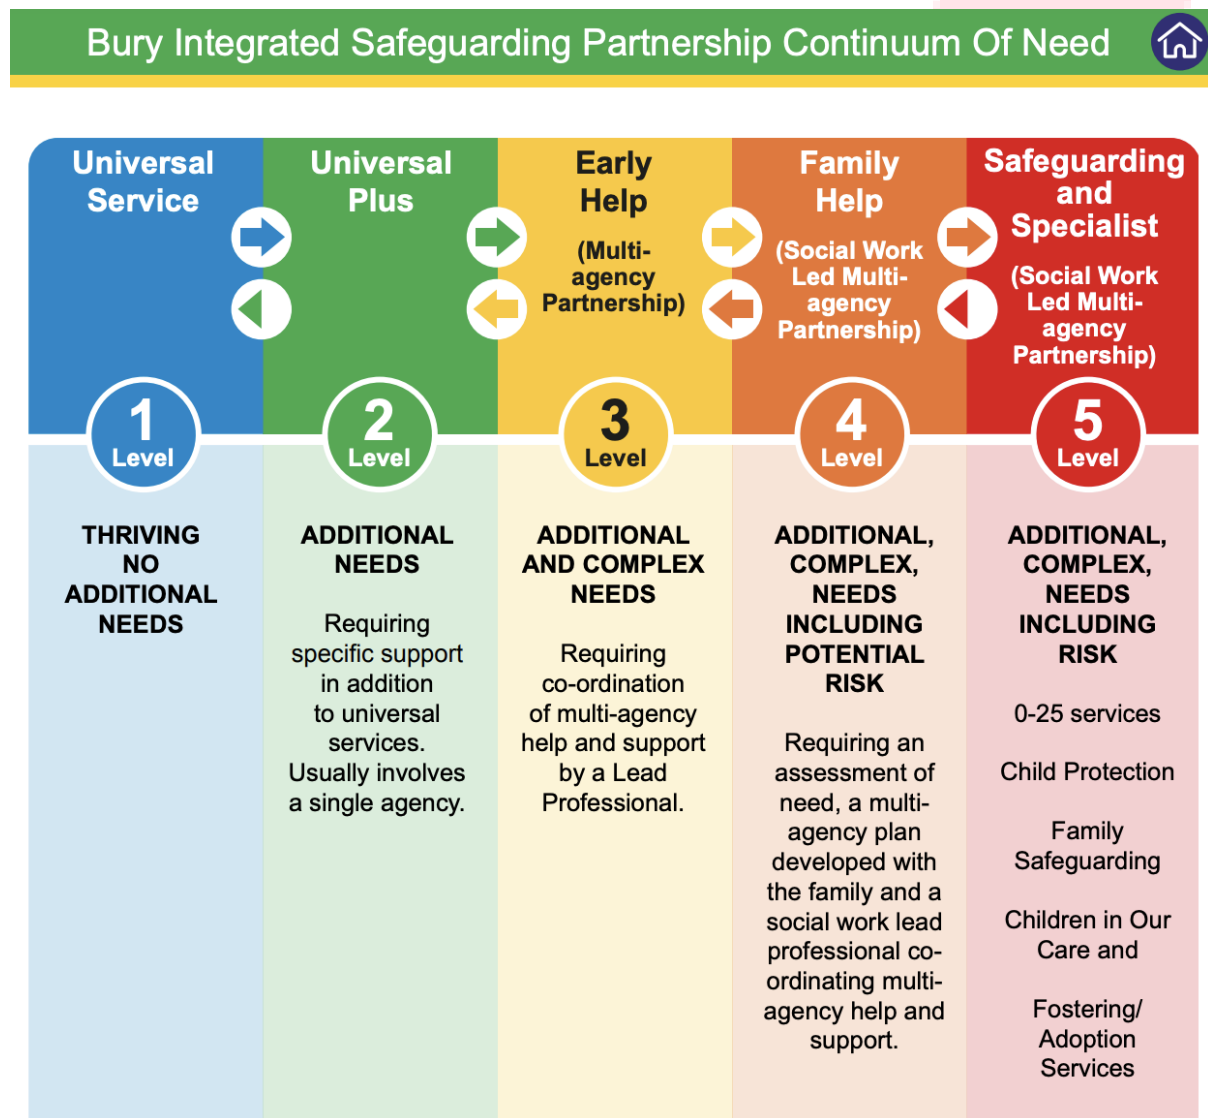 Bury Integrated Safeguarding Partnership Continuum Of Need
Universal
Service
1
Level
THRIVING
NO
ADDITIONAL
NEEDS
Universal
Plus
2
Level
ADDITIONAL
NEEDS
Requiring
specific support
in addition
to universal
services.
Usually involves
a single agency.
Early
Help
(Multi-
agency
Partnership)
3
Level
ADDITIONAL
AND COMPLEX
NEEDS
Requiring
co-ordination
of multi-agency
help and support
by a Lead
Professional.
Family
Help
(Social Work
Led Multi-
agency
Partnership)
4
Level
ADDITIONAL,
COMPLEX,
NEEDS
INCLUDING
POTENTIAL
RISK
Requiring an
assessment of
need, a multi-
agency plan
developed with
the family and a
social work lead
professional co-
ordinating multi-
agency help and
support.
Safeguarding
and
Specialist
(Social Work
Led Multi-
agency
Partnership)
5
Level
ADDITIONAL,
COMPLEX,
NEEDS
INCLUDING
RISK
0-25 services
Child Protection
Family
Safeguarding
Children in Our
Care and
Fostering/
Adoption
Services